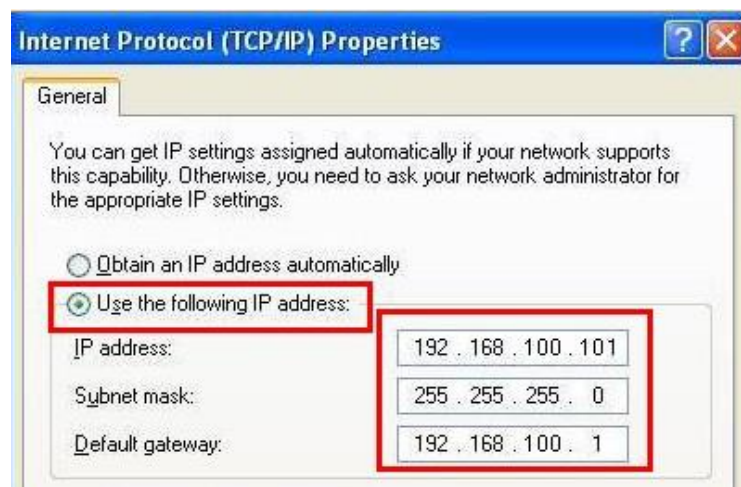 Internet Protocol (TCP/IP) Properties
General
You can get IP settings assigned automatically if your network supports
this capability. Otherwise, you need to ask your network administrator for
the appropriate IP settings.
Obtain an IP address automatically
Use the following IP address:
IP address: 192 . 168 . 100 . 101
Subnet mask: 255 . 255 . 255 . 0
Default gateway: 192 . 168 . 100 . 1